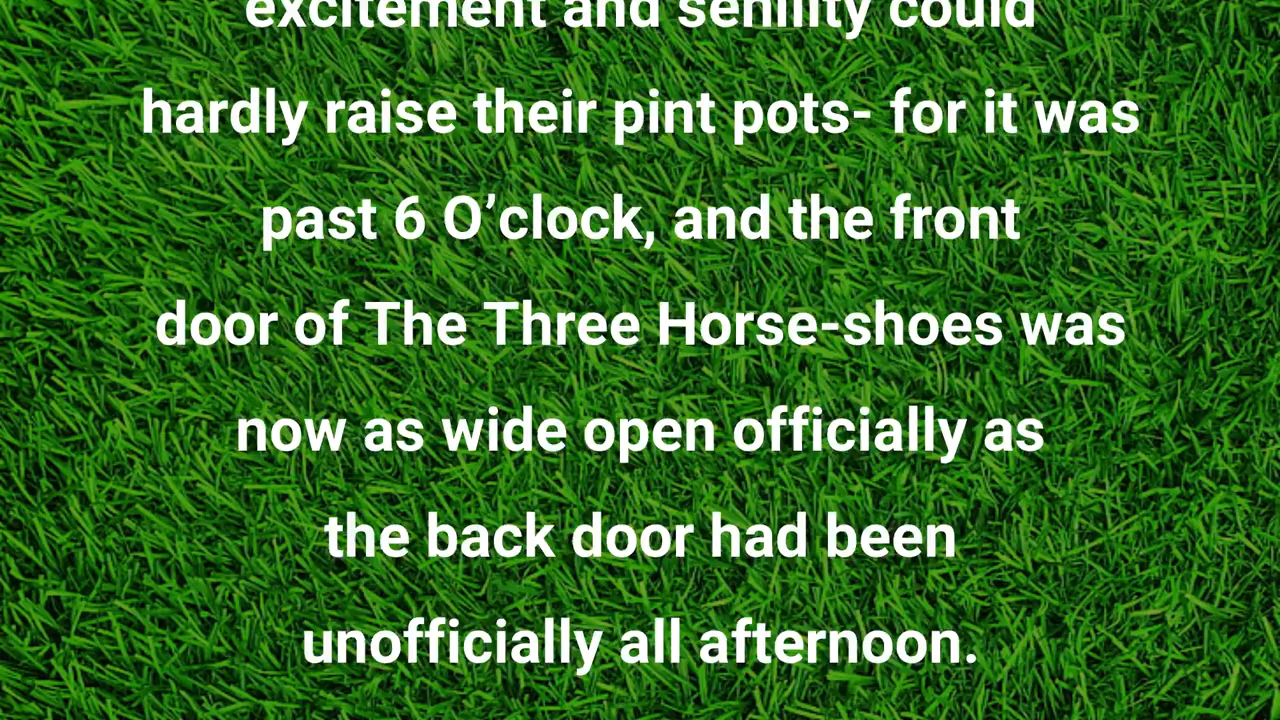 excitement and senility could
hardly raise their pint pots- for it was
past 6 O’clock, and the front
door of The Three Horse-shoes was
now as wide open officially as
the back door had been
unofficially all afternoon.